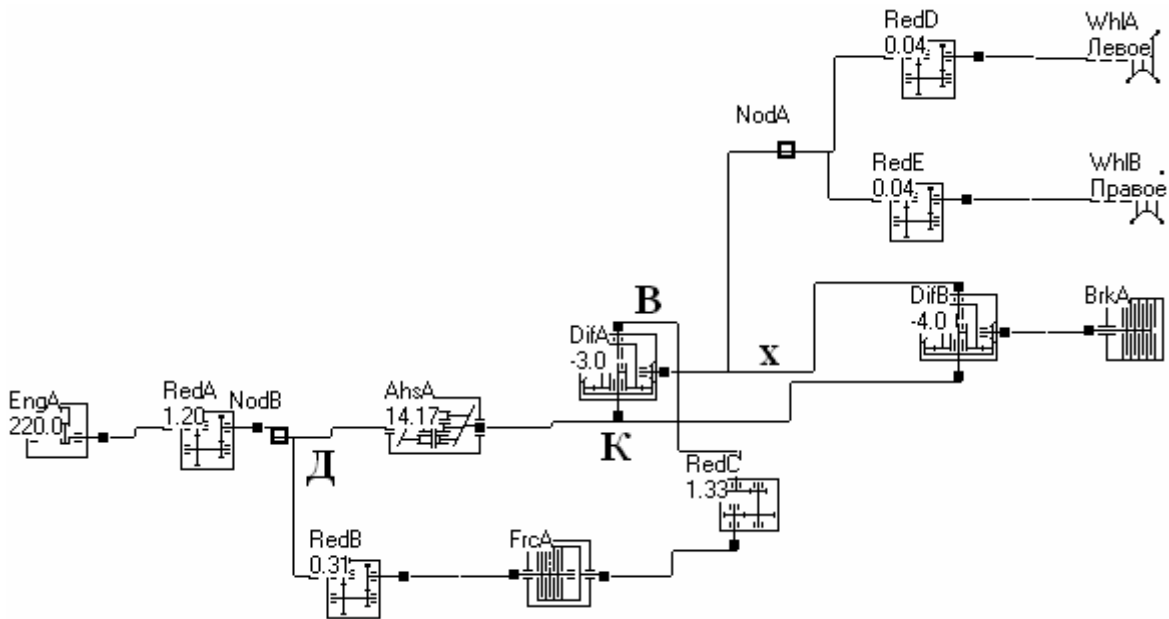 RedD
0.04
WhlA
Левое
NodA
RedE
0.04
WhlB
Правое
В
DifA
-3.0
х
DifB
-4.0
BrkA
EngA
220.0
RedA
1.20
NodB
AhsA
14.17
К
Д
RedC
1.33
RedB
0.31
FrcA